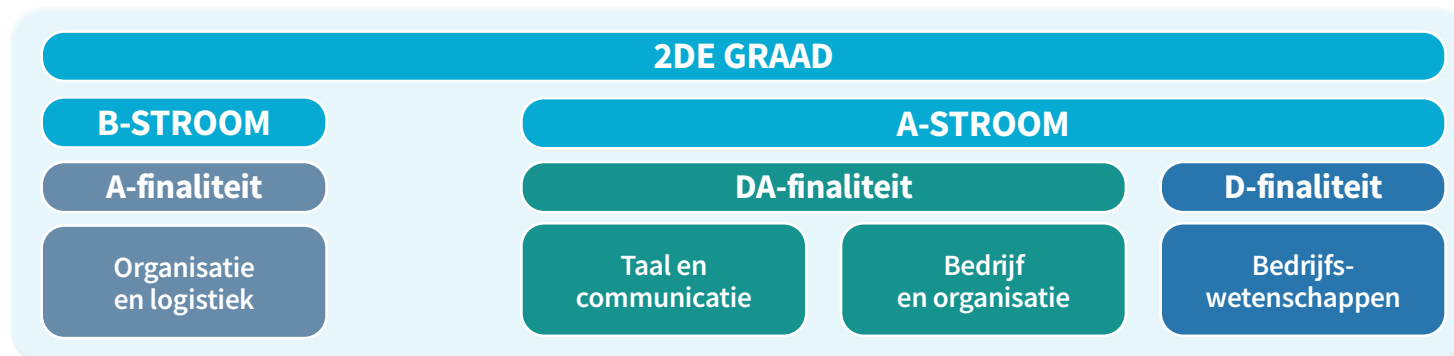 2DE GRAAD
B-STROOM
A-STROOM
A-finaliteit
DA-finaliteit
D-finaliteit
Organisatie
en logistiek
Taal en
communicatie
Bedrijf
en organisatie
Bedrijfs-
wetenschappen